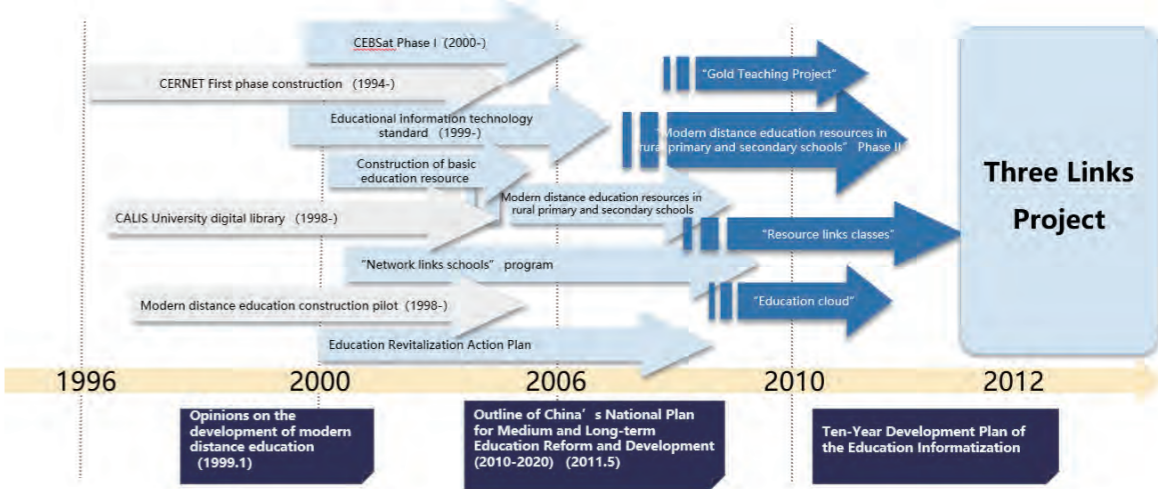 CEBSat Phase I (2000-)
CERNET First phase construction (1994-)
"Gold Teaching Project"
Educational information technology
standard (1999-)
"Modern distance education resources in
rural primary and secondary schools" Phase II
Construction of basic
education resource
Modern distance education resources in
rural primary and secondary schools
CALIS University digital library (1998-)
"Resource links classes"
"Network links schools" program
Modern distance education construction pilot (1998-)
"Education cloud"
Education Revitalization Action Plan
Three Links
Project
1996 2000 2006 2010 2012
Opinions on the
development of modern
distance education
(1999.1)
Outline of China's National Plan
for Medium and Long-term
Education Reform and Development
(2010-2020) (2011.5)
Ten-Year Development Plan of
the Education Informatization